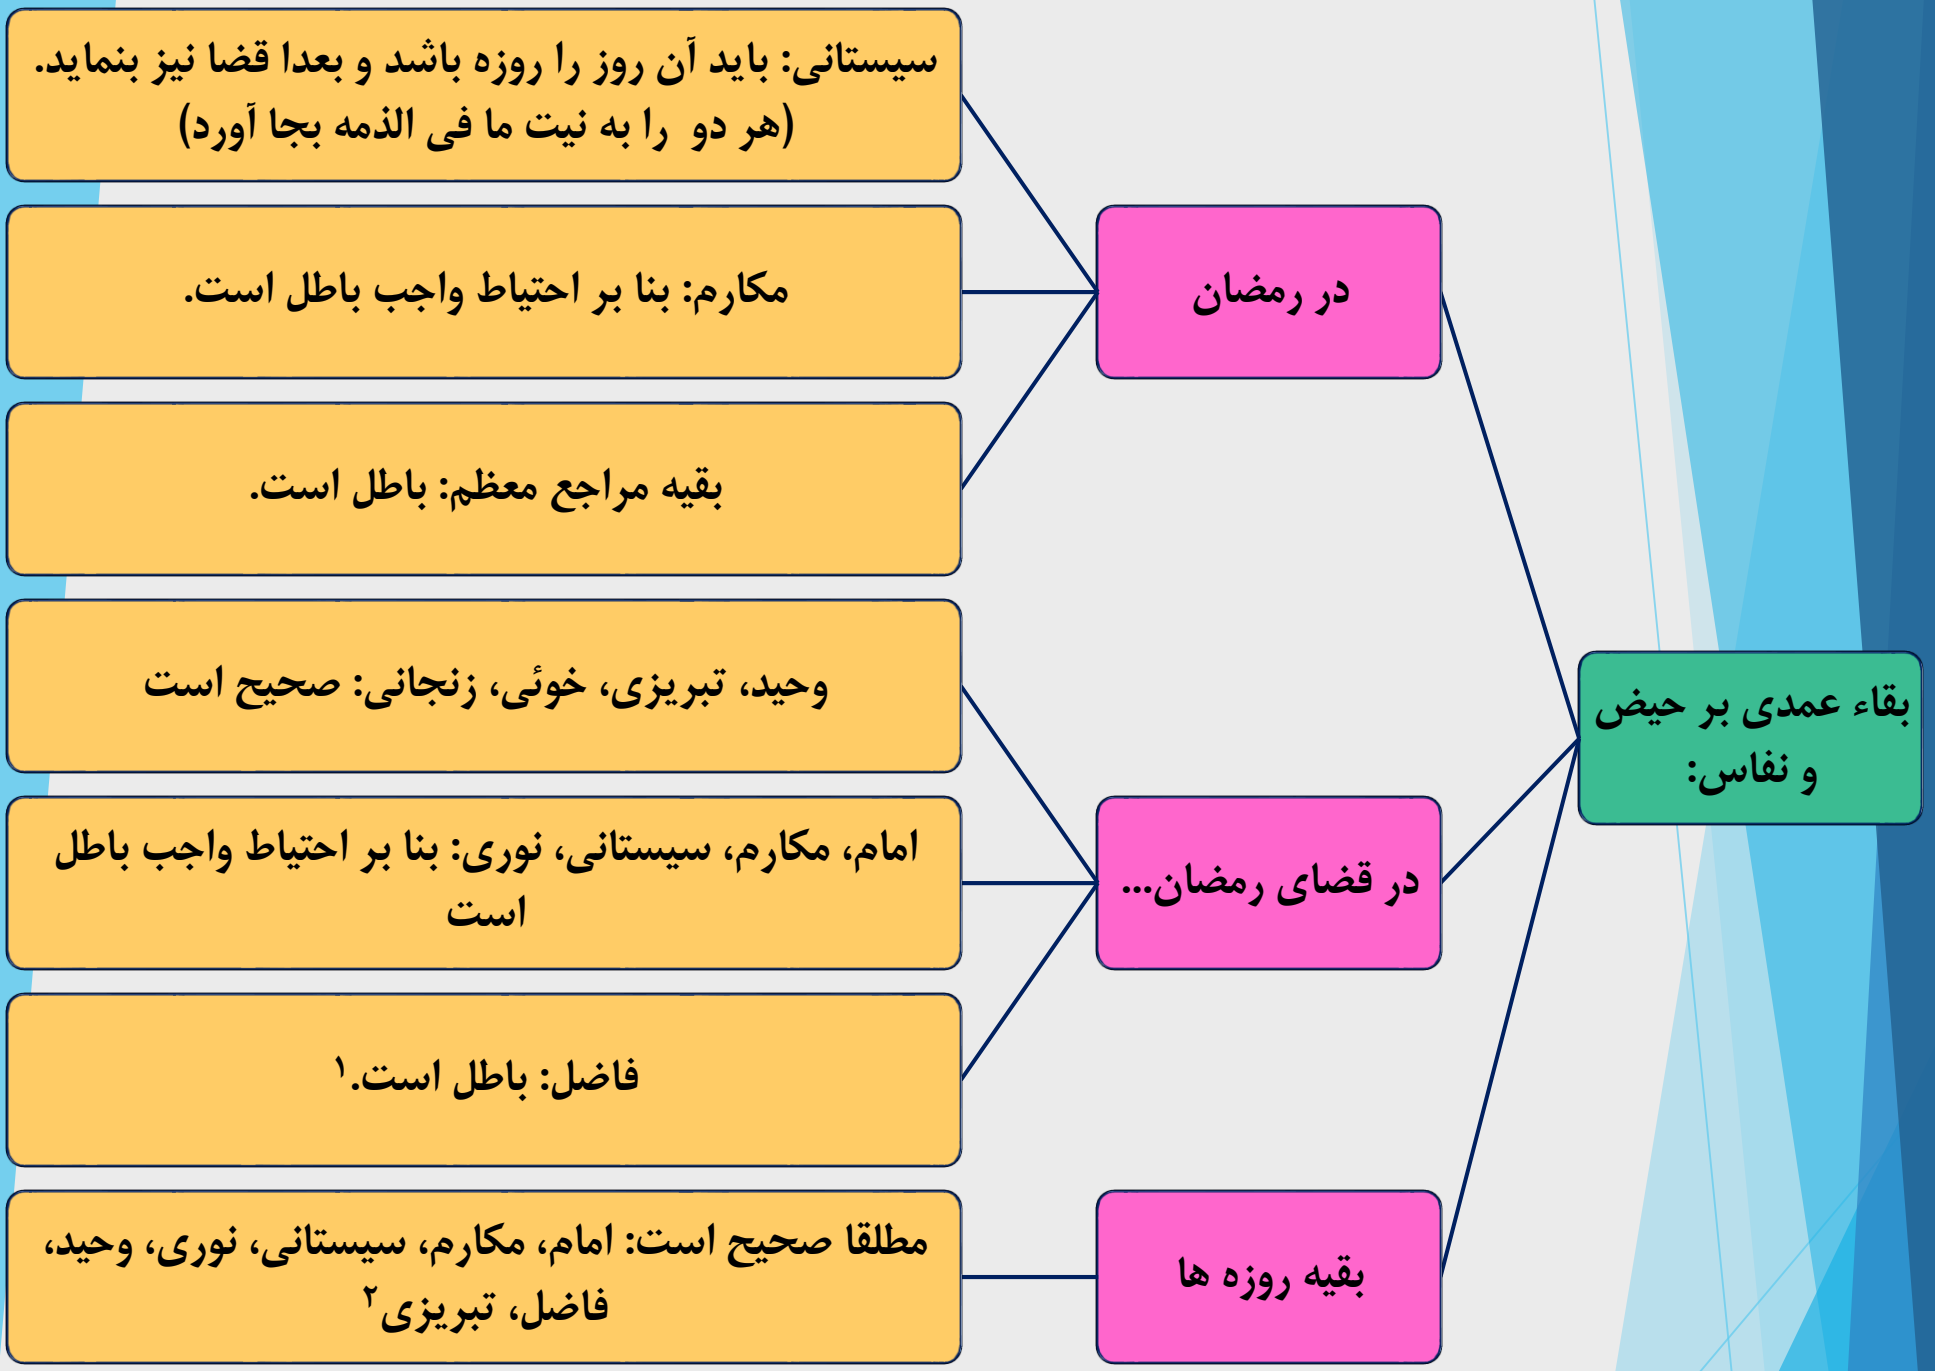 بقاء عمدی بر حیض
و نفاس:
در رمضان
سیستانی: باید آن روز را روزه باشد و بعدا قضا نیز بنماید.
(هر دو را به نیت ما فی الذمه بجا آورد)
مکارم: بنا بر احتیاط واجب باطل است.
بقیه مراجع معظم: باطل است.
در قضای رمضان...
وحید، تبریزی، خوئی، زنجانی: صحیح است
امام، مکارم، سیستانی، نوری: بنا بر احتیاط واجب باطل
است
فاضل: باطل است.۱
بقیه روزه ها
مطلقا صحیح است: امام، مکارم، سیستانی، نوری، وحید،
فاضل، تبریزی۲